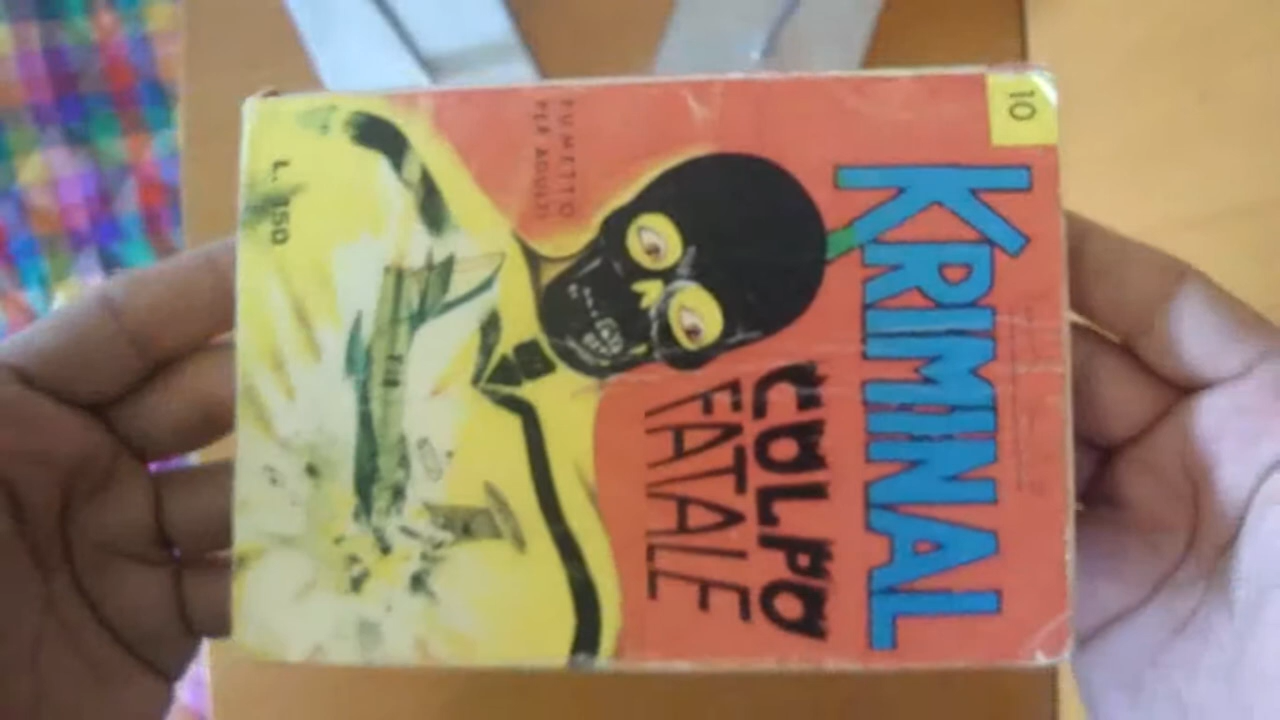 10
KRIMINAL
COLPO
FATALE
FUMETTO
PER ADULTI
L. 150